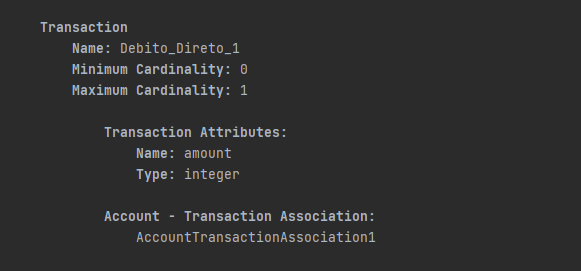 Transaction
Name: Debito_Direto_1
Minimum Cardinality: 0
Maximum Cardinality: 1
Transaction Attributes:
Name: amount
Type: integer
Account - Transaction Association:
AccountTransactionAssociation1